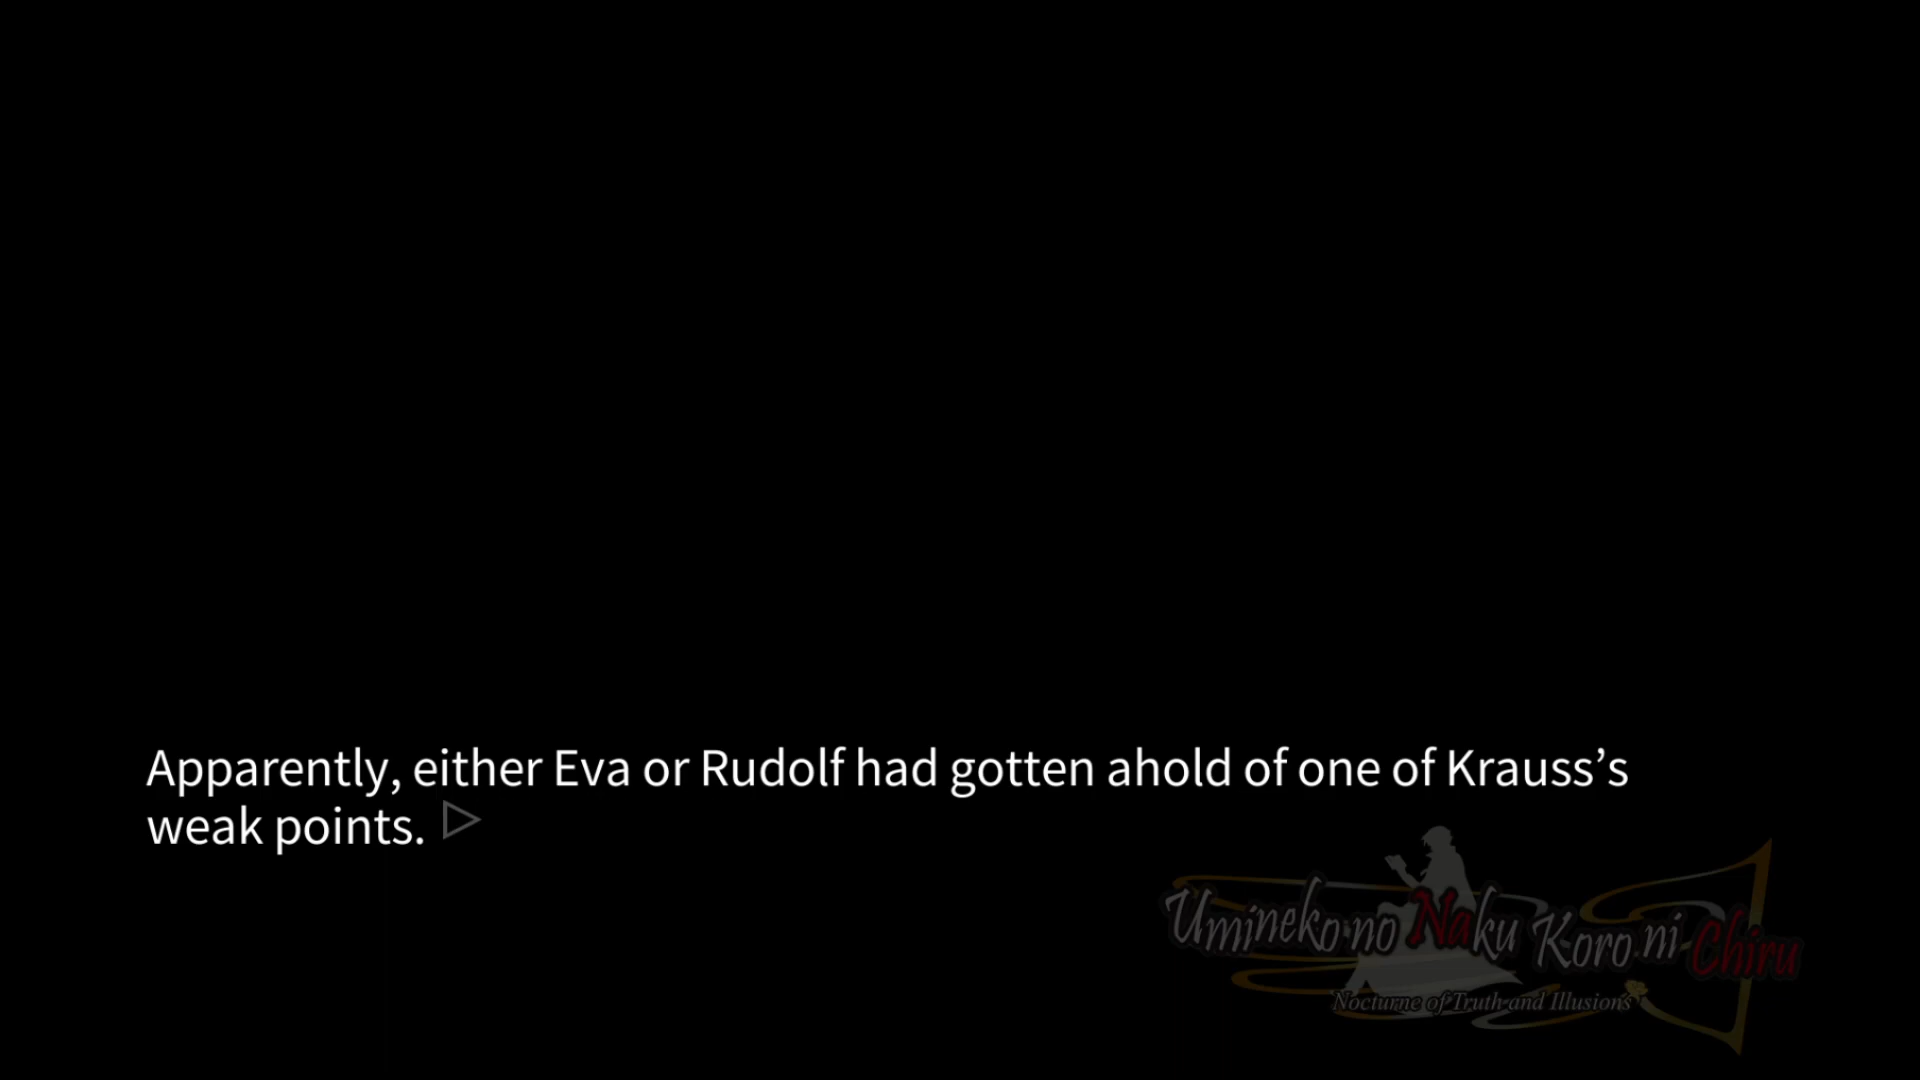 Apparently, either Eva or Rudolf had gotten ahold of one of Krauss’s
weak points.
Umineko no Naku Koro ni Chiru
Nocturne of Truth and Illusions